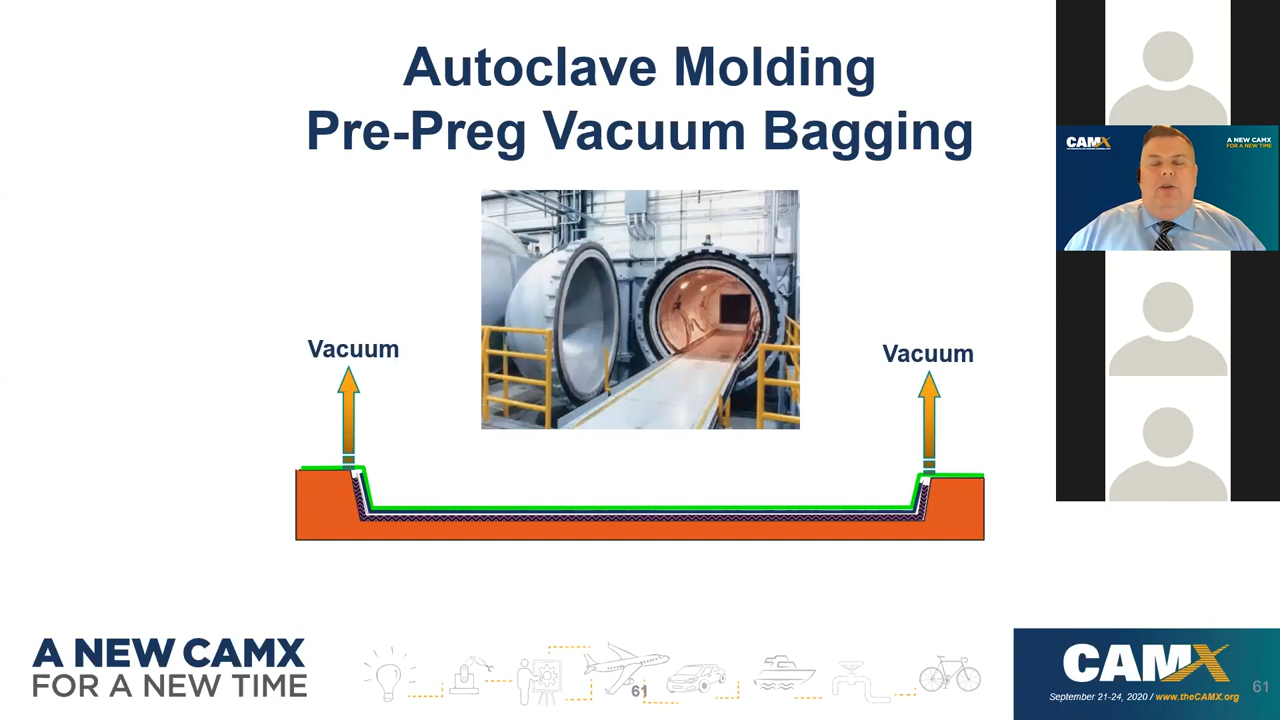 Autoclave Molding
Pre-Preg Vacuum Bagging
CAMX
A NEW CAMX
FOR A NEW TIME
Vacuum
Vacuum
A NEW CAMX
FOR A NEW TIME
61
CAMX
September 21-24, 2020 / www.theCAMX.org
61